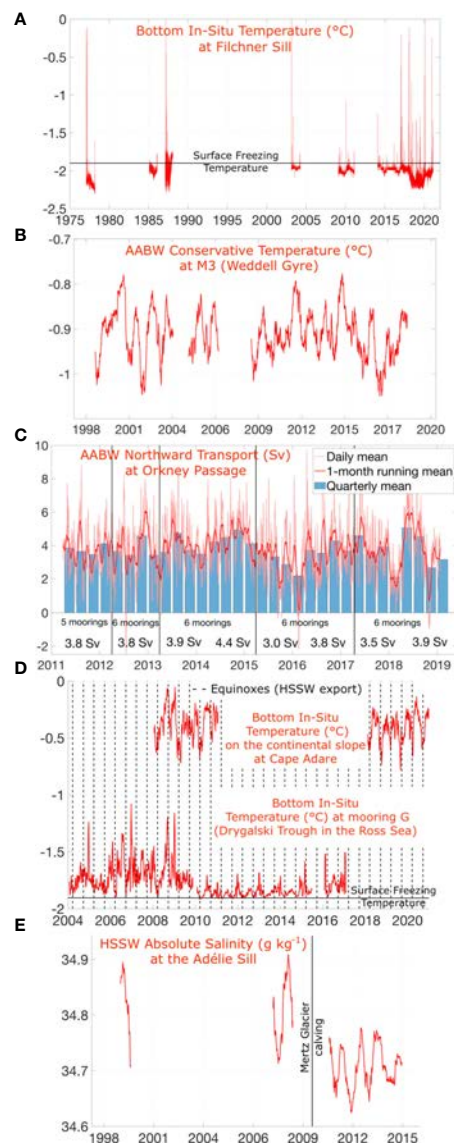 A
Bottom In-Situ Temperature (°C)
at Filchner Sill
0
-0.5
-1
-1.5
-2
-2.5
Surface Freezing
Temperature
1975 1980 1985 1990 1995 2000 2005 2010 2015 2020
B
-0.7
AABW Conservative Temperature (°C)
at M3 (Weddell Gyre)
-0.8
-0.9
-1
1998 2001 2004 2006 2009 2012 2015 2017 2020
C
10
AABW Northward Transport (Sv)
at Orkney Passage
Daily mean
1-month running mean
Quarterly mean
8
6
4
2
0
-2
5 moorings 6 moorings 6 moorings 6 moorings 6 moorings
3.8 Sv 3.8 Sv 3.9 Sv 4.4 Sv 3.0 Sv 3.8 Sv 3.5 Sv 3.9 Sv
2011 2012 2013 2014 2015 2016 2017 2018 2019
D
0
- - Equinoxes (HSSW export)
Bottom In-Situ
Temperature (°C)
on the continental slope
at Cape Adare
-0.5
-1
Bottom In-Situ
Temperature (°C) at mooring G
(Drygalski Trough in the Ross Sea)
-1.5
Surface Freezing
Temperature
-2
2004 2006 2008 2010 2012 2014 2016 2018 2020
E
HSSW Absolute Salinity (g kg-1)
at the Adélie Sill
34.9
34.8
34.7
34.6
Mertz Glacier
calving
1998 2001 2004 2006 2009 2012 2015